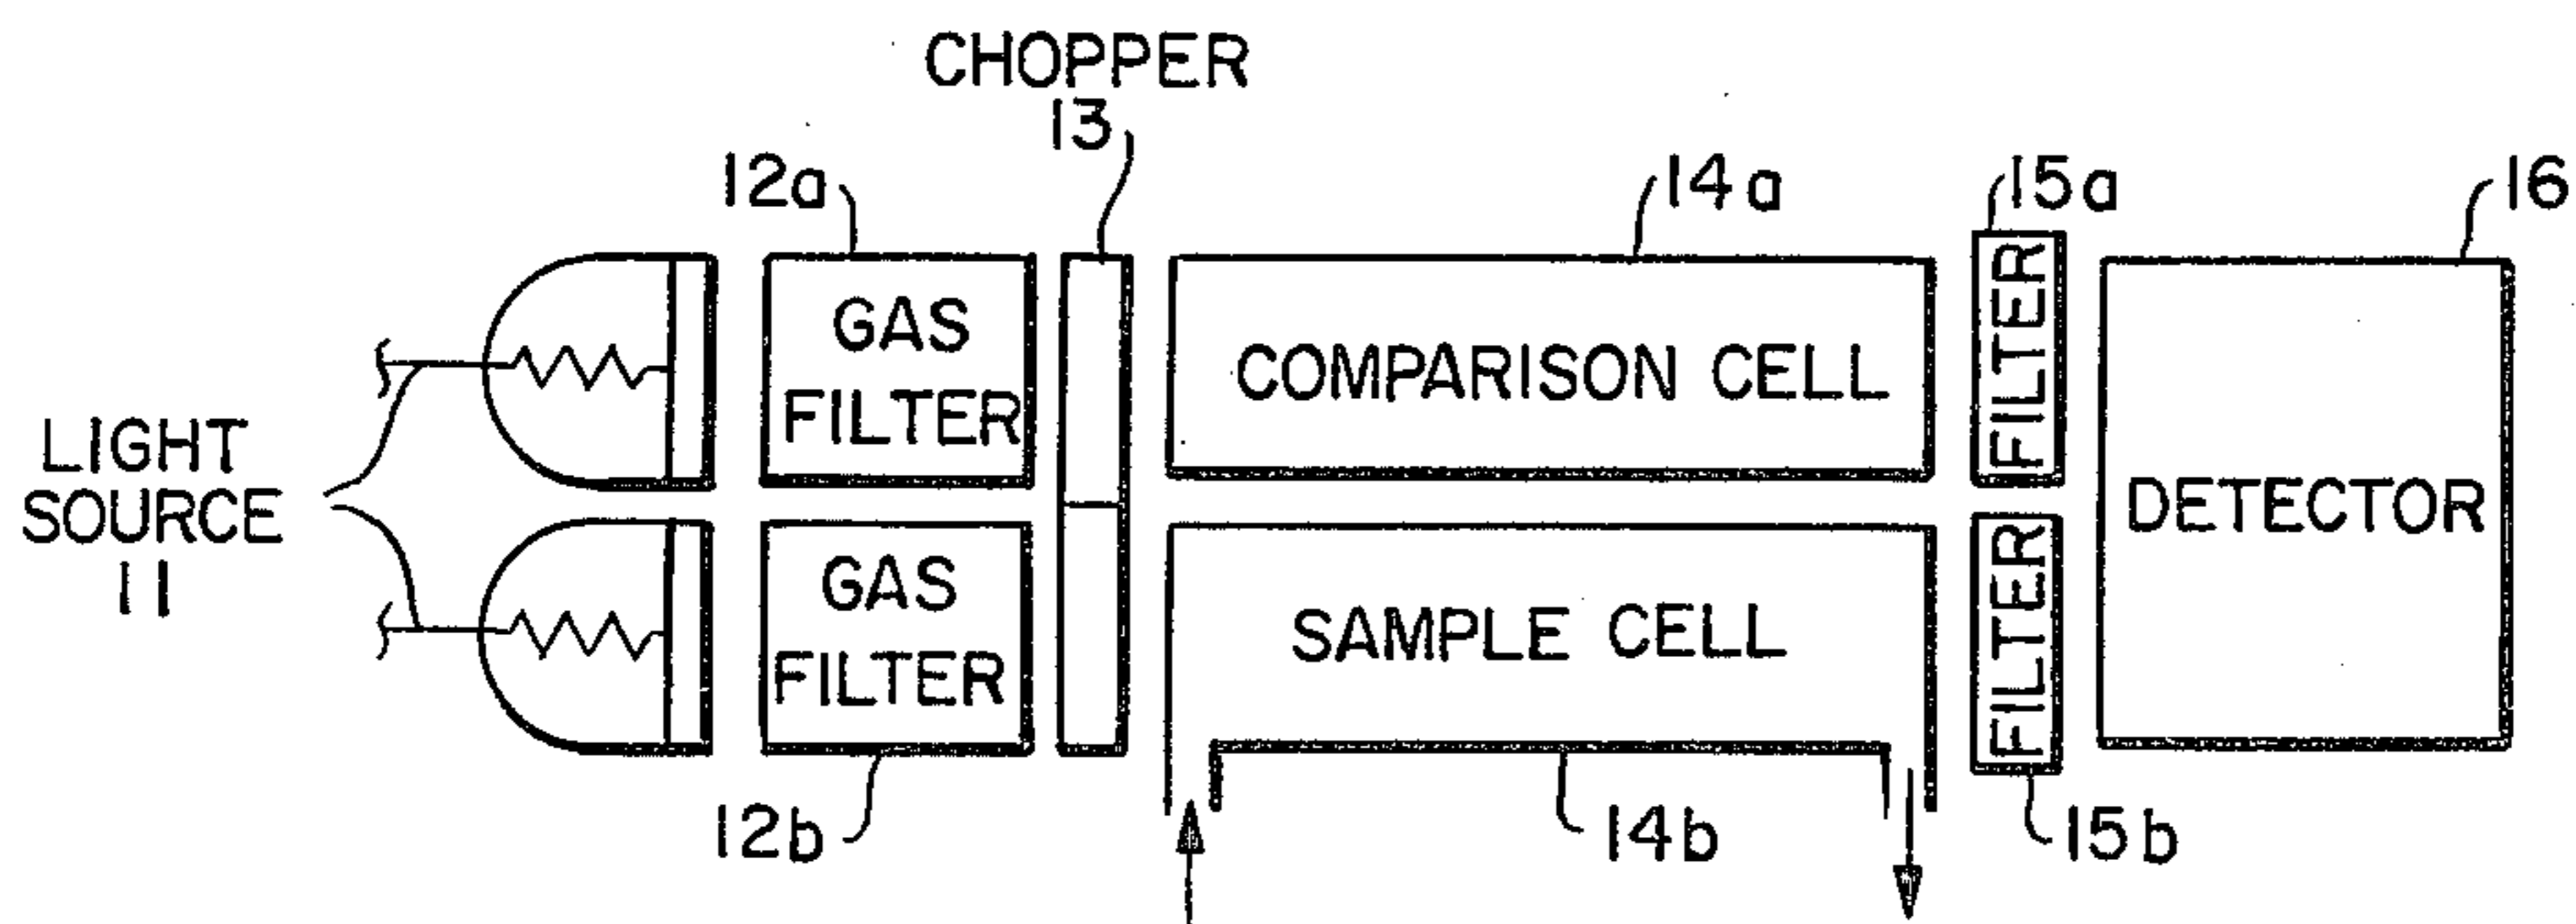 CHOPPER
13
12a
14a
15a
16
GAS
FILTER
COMPARISON CELL
FILTER
DETECTOR
LIGHT
SOURCE
11
GAS
FILTER
SAMPLE CELL
FILTER
12b
14b
15b